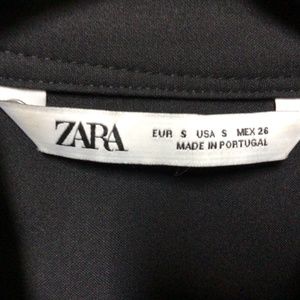 ZARA
EUR S USA S MEX 26
MADE IN PORTUGAL